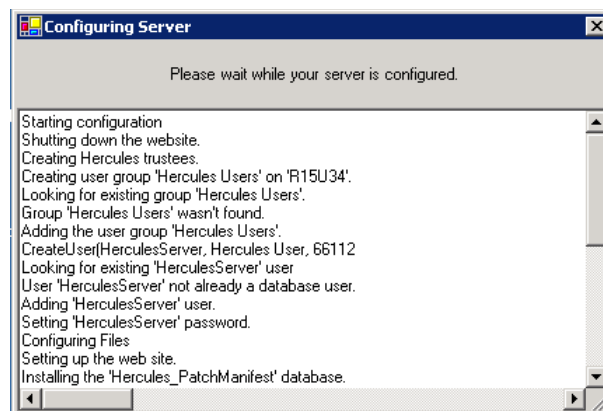 Configuring Server
Please wait while your server is configured.
Starting configuration
Shutting down the website.
Creating Hercules trustees.
Creating user group 'Hercules Users' on 'R15U34'.
Looking for existing group 'Hercules Users'.
Group 'Hercules Users' wasn't found.
Adding the user group 'Hercules Users'.
CreateUser(HerculesServer, Hercules User, 66112
Looking for existing 'HerculesServer' user
User 'HerculesServer' not already a database user.
Adding 'HerculesServer' user.
Setting 'HerculesServer' password.
Configuring Files
Setting up the web site.
Installing the 'Hercules_PatchManifest' database.